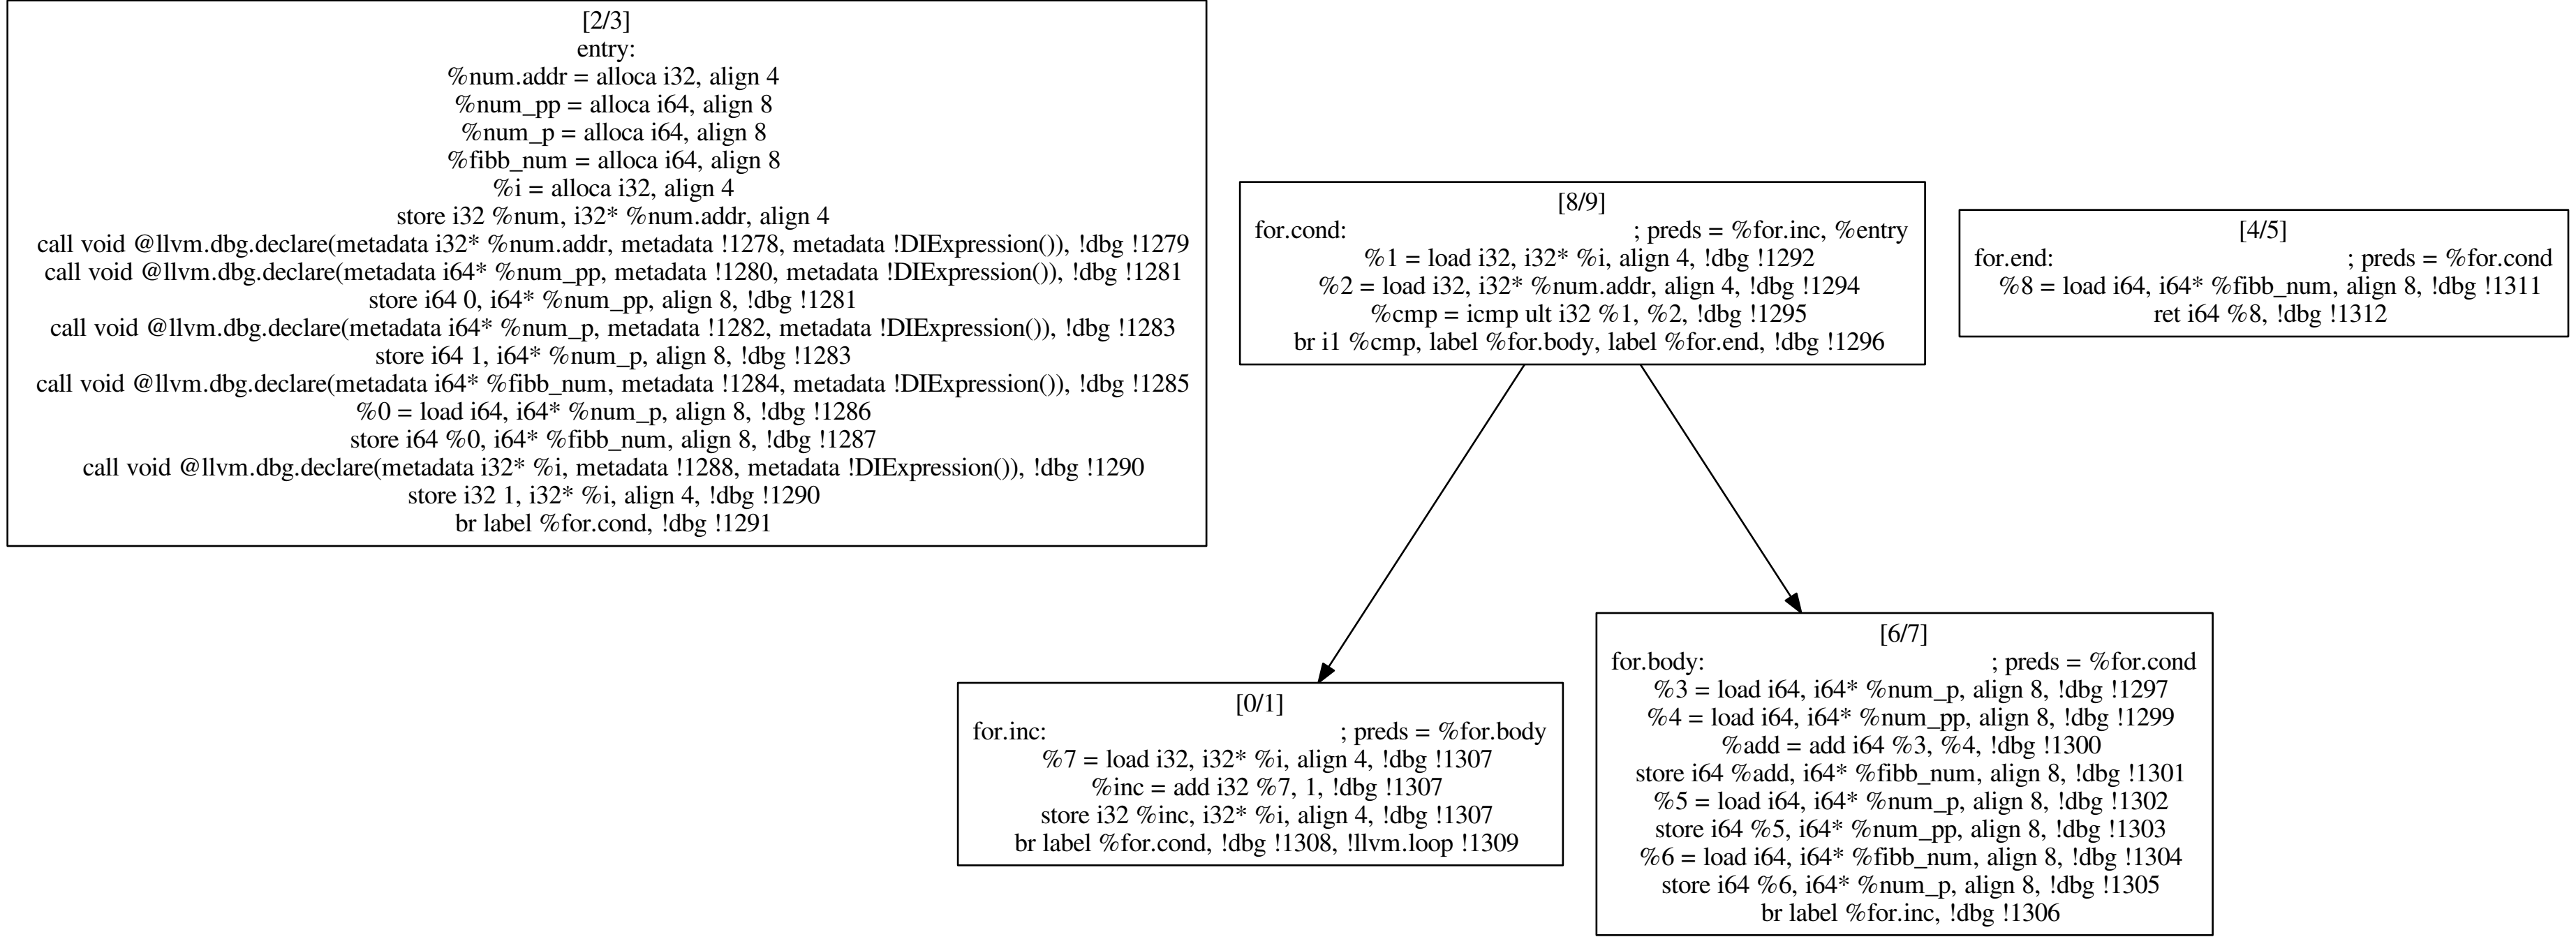 [2/3]
entry:
%num.addr = alloca i32, align 4
%num_pp = alloca i64, align 8
%num_p = alloca i64, align 8
%fibb_num = alloca i64, align 8
%i = alloca i32, align 4
store i32 %num, i32* %num.addr, align 4
call void @llvm.dbg.declare(metadata i32* %num.addr, metadata !1278, metadata !DIExpression()), !dbg !1279
call void @llvm.dbg.declare(metadata i64* %num_pp, metadata !1280, metadata !DIExpression()), !dbg !1281
store i64 0, i64* %num_pp, align 8, !dbg !1281
call void @llvm.dbg.declare(metadata i64* %num_p, metadata !1282, metadata !DIExpression()), !dbg !1283
store i64 1, i64* %num_p, align 8, !dbg !1283
call void @llvm.dbg.declare(metadata i64* %fibb_num, metadata !1284, metadata !DIExpression()), !dbg !1285
%0 = load i64, i64* %num_p, align 8, !dbg !1286
store i64 %0, i64* %fibb_num, align 8, !dbg !1287
call void @llvm.dbg.declare(metadata i32* %i, metadata !1288, metadata !DIExpression()), !dbg !1290
store i32 1, i32* %i, align 4, !dbg !1290
br label %for.cond, !dbg !1291
[8/9]
for.cond: ; preds = %for.inc, %entry
%1 = load i32, i32* %i, align 4, !dbg !1292
%2 = load i32, i32* %num.addr, align 4, !dbg !1294
%cmp = icmp ult i32 %1, %2, !dbg !1295
br i1 %cmp, label %for.body, label %for.end, !dbg !1296
[4/5]
for.end: ; preds = %for.cond
%8 = load i64, i64* %fibb_num, align 8, !dbg !1311
ret i64 %8, !dbg !1312
[0/1]
for.inc: ; preds = %for.body
%7 = load i32, i32* %i, align 4, !dbg !1307
%inc = add i32 %7, 1, !dbg !1307
store i32 %inc, i32* %i, align 4, !dbg !1307
br label %for.cond, !dbg !1308, !llvm.loop !1309
[6/7]
for.body: ; preds = %for.cond
%3 = load i64, i64* %num_p, align 8, !dbg !1297
%4 = load i64, i64* %num_pp, align 8, !dbg !1299
%add = add i64 %3, %4, !dbg !1300
store i64 %add, i64* %fibb_num, align 8, !dbg !1301
%5 = load i64, i64* %num_p, align 8, !dbg !1302
store i64 %5, i64* %num_pp, align 8, !dbg !1303
%6 = load i64, i64* %fibb_num, align 8, !dbg !1304
store i64 %6, i64* %num_p, align 8, !dbg !1305
br label %for.inc, !dbg !1306